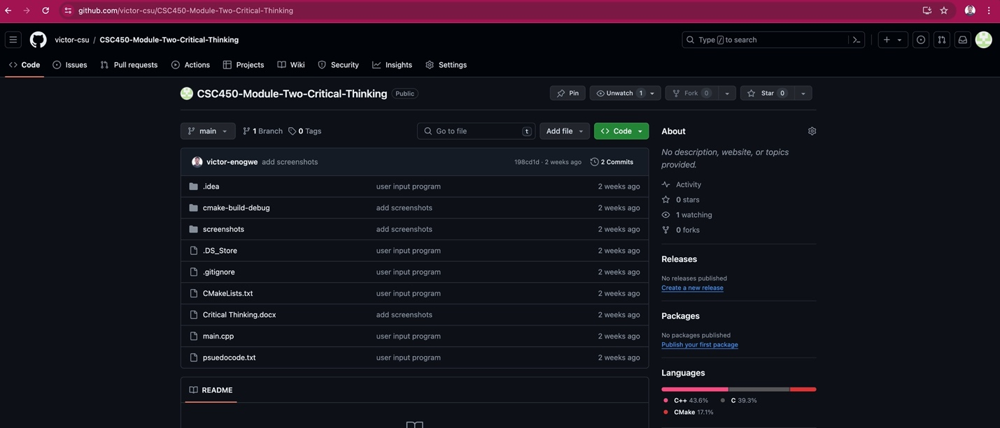 github.com/victor-csu/CSC450-Module-Two-Critical-Thinking
victor-csu / CSC450-Module-Two-Critical-Thinking
Type / to search
Code Issues Pull requests Actions Projects Wiki Security Insights Settings
CSC450-Module-Two-Critical-Thinking Public
Pin Unwatch 1 Fork 0 Star 0
main 1 Branch 0 Tags Go to file t Add file Code
victor-enogwe add screenshots 198cd1d · 2 weeks ago 2 Commits
.idea user input program 2 weeks ago
cmake-build-debug add screenshots 2 weeks ago
screenshots add screenshots 2 weeks ago
.DS_Store user input program 2 weeks ago
.gitignore user input program 2 weeks ago
CMakeLists.txt user input program 2 weeks ago
Critical Thinking.docx add screenshots 2 weeks ago
main.cpp user input program 2 weeks ago
psuedocode.txt user input program 2 weeks ago
README
About
No description, website, or topics
provided.
Activity
0 stars
1 watching
0 forks
Releases
No releases published
Create a new release
Packages
No packages published
Publish your first package
Languages
C++ 43.6% C 39.3%
CMake 17.1%